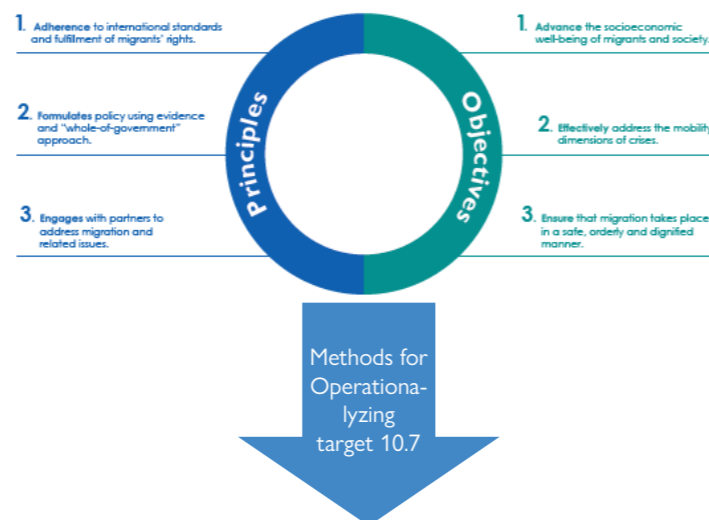 1. Adherence to international standards
and fulfillment of migrants' rights.
2. Formulates policy using evidence
and "whole-of-government"
approach.
3. Engages with partners to
address migration and
related issues.
Principles
Objectives
1. Advance the socioeconomic
well-being of migrants and society.
2. Effectively address the mobility
dimensions of crises.
3. Ensure that migration takes place
in a safe, orderly and dignified
manner.
Methods for
Operationa-
lyzing
target 10.7